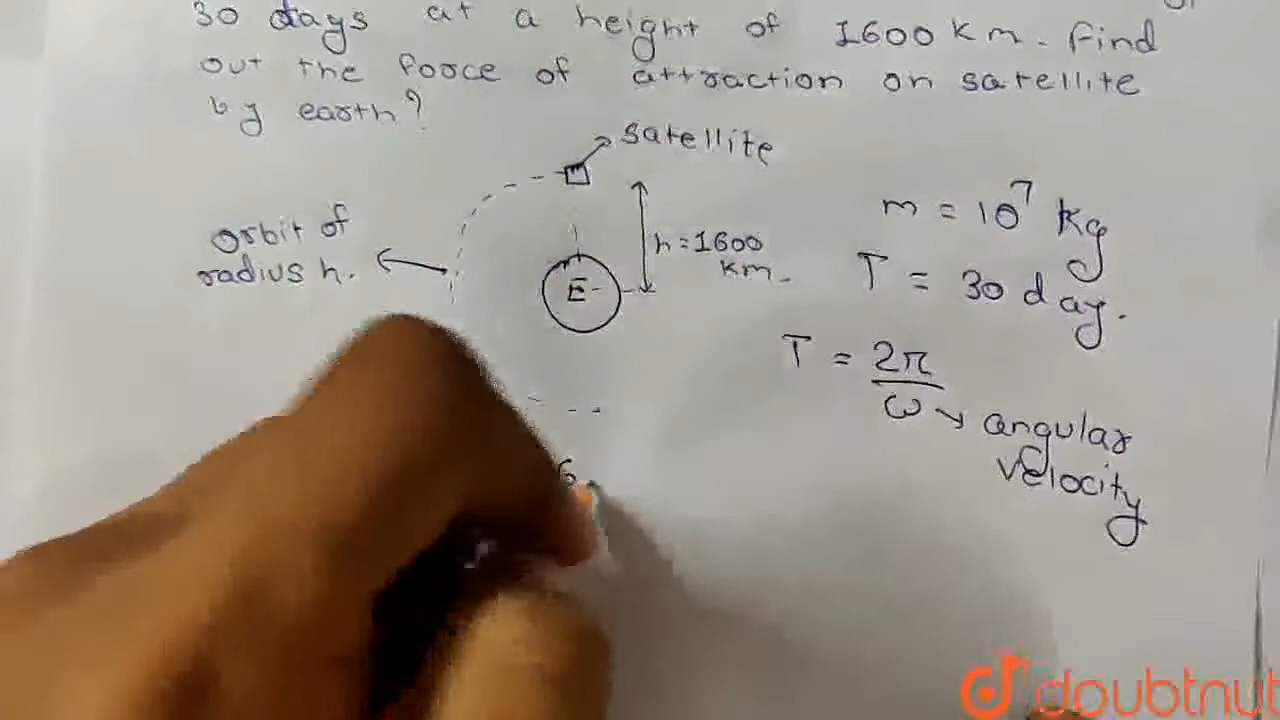 30 days at a height of 1600 km. Find
out the force of attraction on satellite
by earth?
satellite
orbit of
radius h.
h = 1600
km.
E
m = 10^7 kg
T = 30 day.
T = 2π
ω
angular
velocity
6
doubtnut